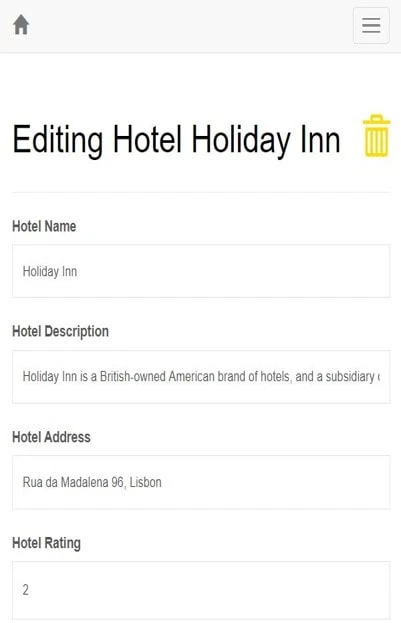 Editing Hotel Holiday Inn
Hotel Name
Holiday Inn
Hotel Description
Holiday Inn is a British-owned American brand of hotels, and a subsidiary
Hotel Address
Rua da Madalena 96, Lisbon
Hotel Rating
2